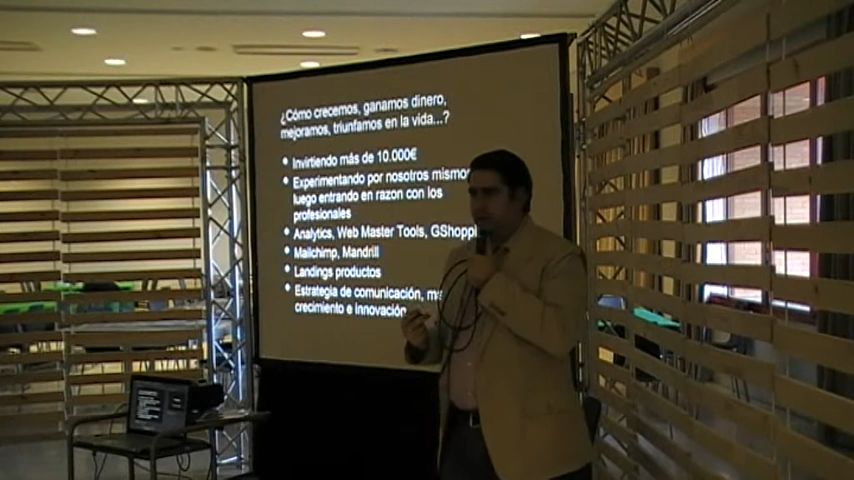 ¿Cómo crecemos, ganamos dinero,
mejoramos, triunfamos en la vida...?
• Invirtiendo más de 10.000€
• Experimentando por nosotros mismos
luego entrando en razon con los
profesionales
• Analytics, Web Master Tools, GShopp
• Mailchimp, Mandrill
• Landings productos
• Estrategia de comunicación,
crecimiento e Innovación